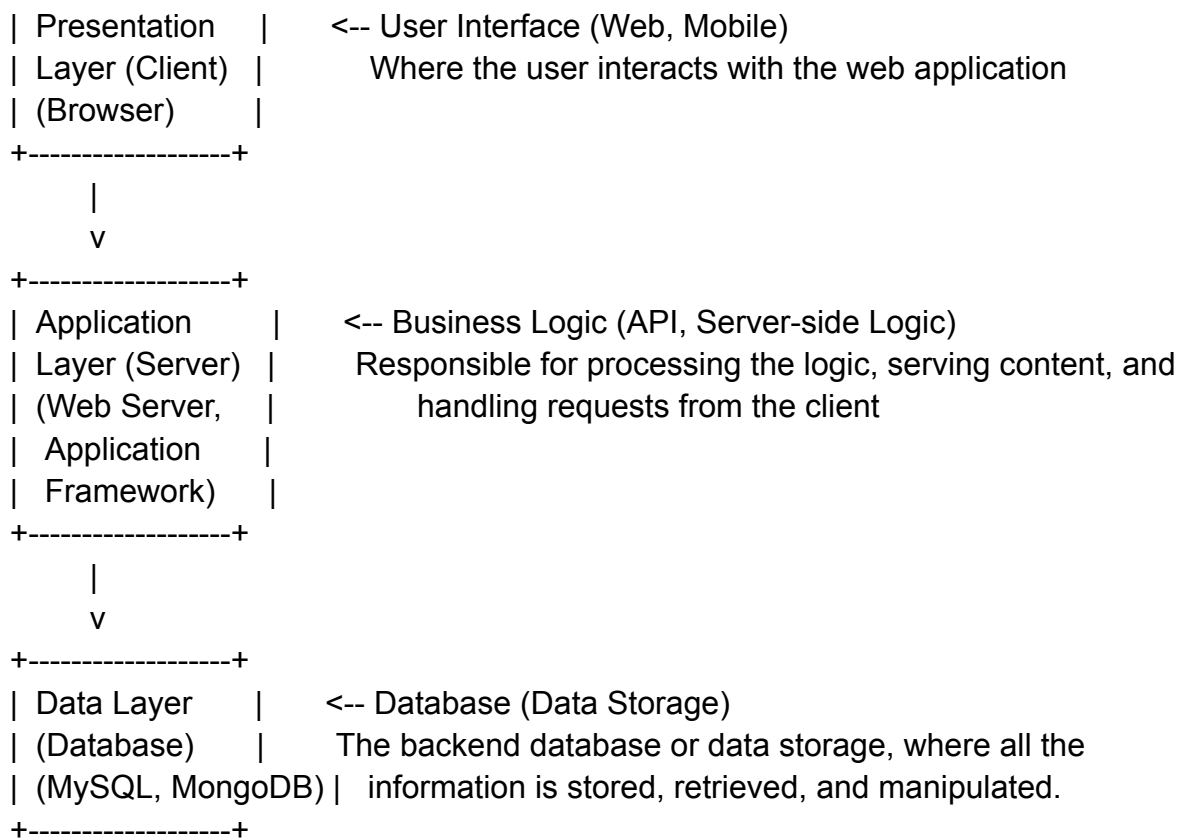 | Presentation | <-- User Interface (Web, Mobile)
| Layer (Client) | Where the user interacts with the web application
| (Browser) |
+-------------------+
|
v
+-------------------+
| Application | <-- Business Logic (API, Server-side Logic)
| Layer (Server) | Responsible for processing the logic, serving content, and
| (Web Server, | handling requests from the client
| Application |
| Framework) |
+-------------------+
|
v
+-------------------+
| Data Layer | <-- Database (Data Storage)
| (Database) | The backend database or data storage, where all the
| (MySQL, MongoDB) | information is stored, retrieved, and manipulated.
+-------------------+